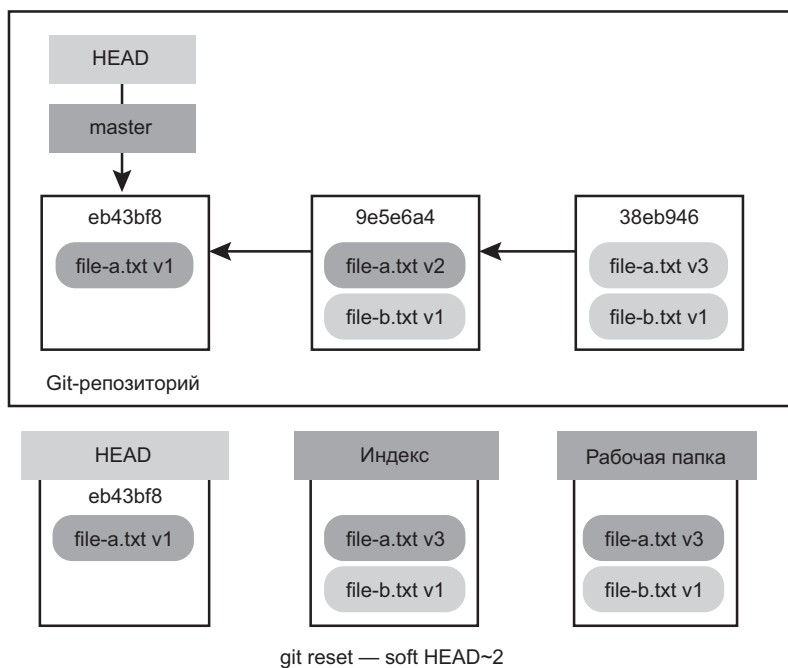 HEAD
master
eb43bf8
9e5e6a4
38eb946
file-a.txt v1
file-a.txt v2
file-a.txt v3
file-b.txt v1
file-b.txt v1
Git-репозиторий
HEAD
Индекс
Рабочая папка
eb43bf8
file-a.txt v1
file-a.txt v3
file-a.txt v3
file-b.txt v1
file-b.txt v1
git reset — soft HEAD~2